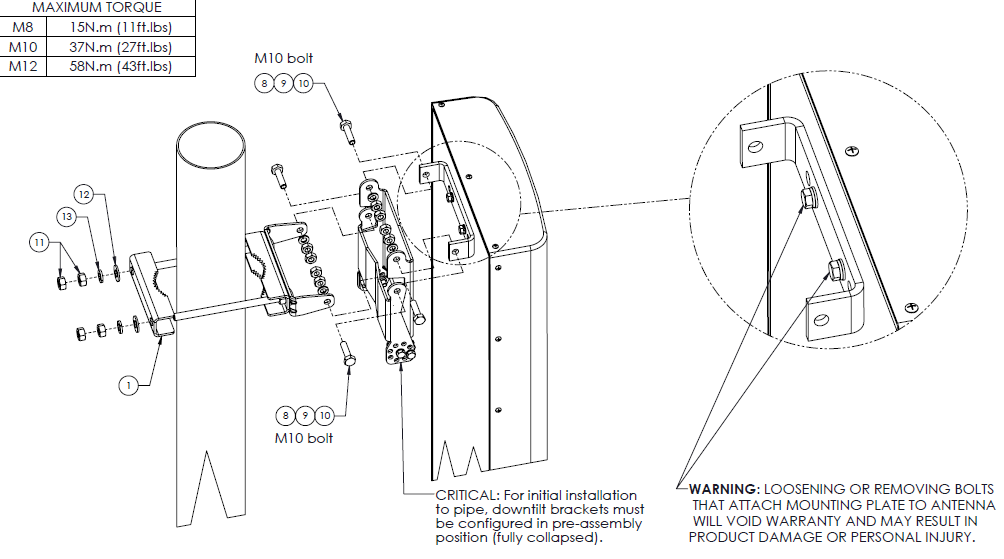 MAXIMUM TORQUE
M8 15N.m (11ft.lbs)
M10 37N.m (27ft.lbs)
M12 58N.m (43ft.lbs)
M10 bolt
8 9 10
12
13
11
1
8 9 10
M10 bolt
CRITICAL: For initial installation
to pipe, downtilt brackets must
be configured in pre-assembly
position (fully collapsed).
WARNING: LOOSENING OR REMOVING BOLTS
THAT ATTACH MOUNTING PLATE TO ANTENNA
WILL VOID WARRANTY AND MAY RESULT IN
PRODUCT DAMAGE OR PERSONAL INJURY.